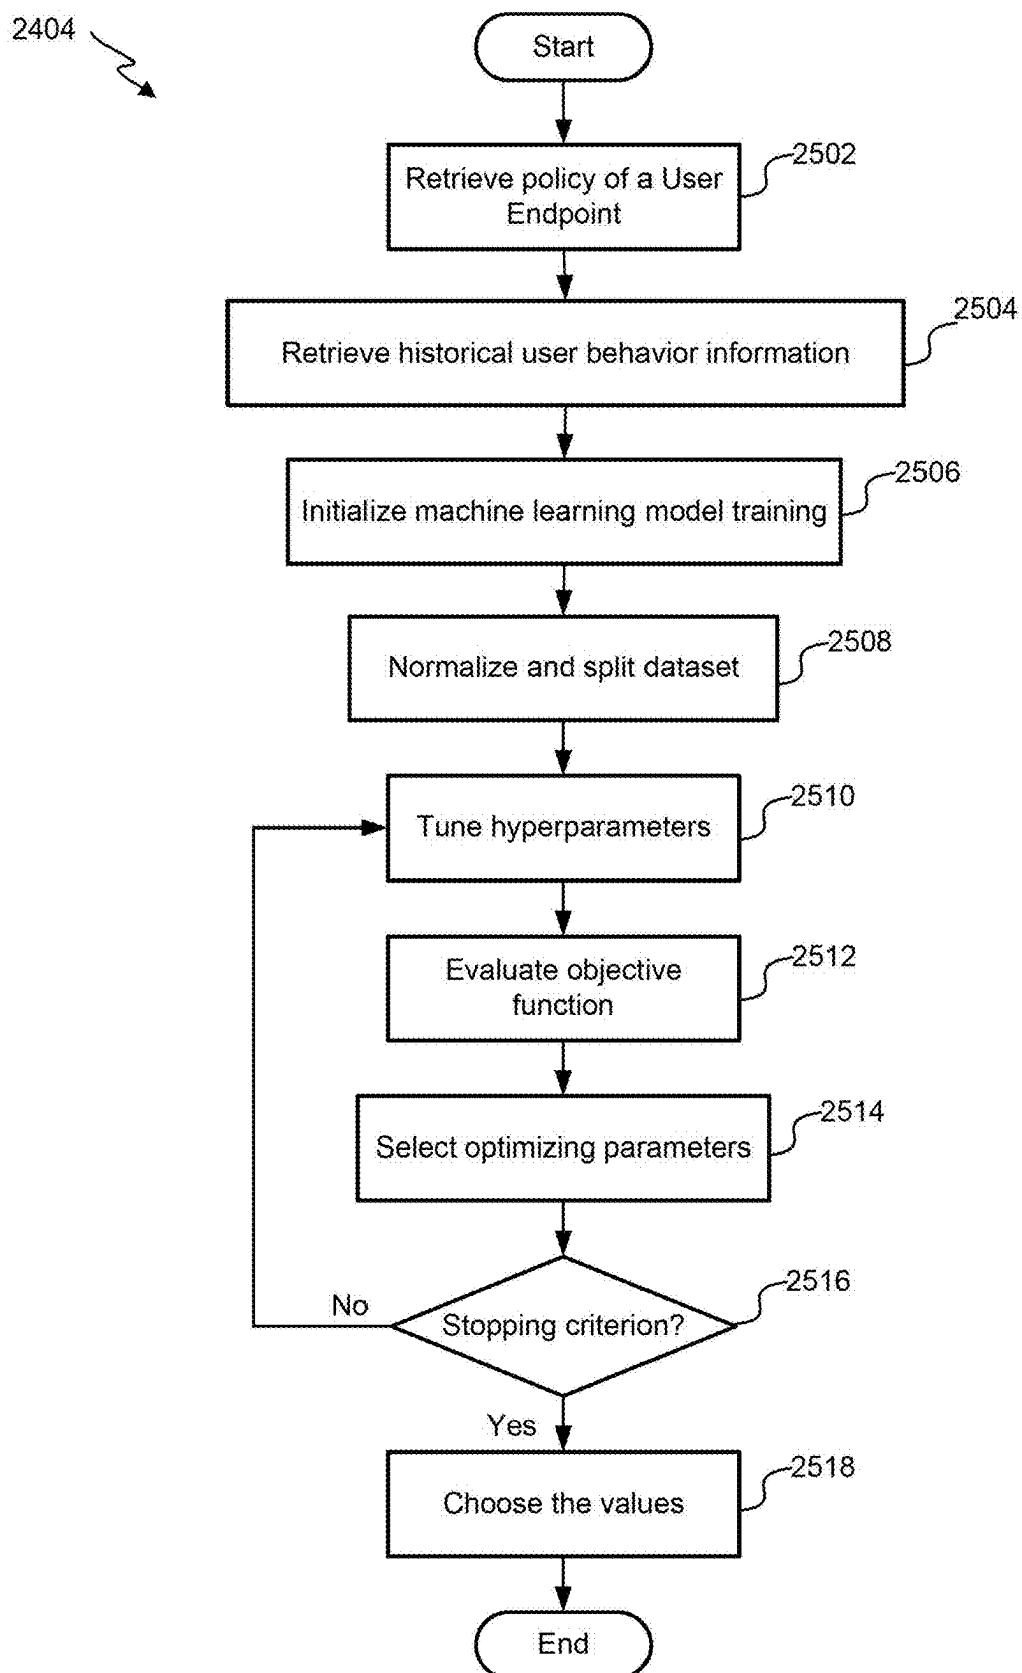 2404
Start
2502
Retrieve policy of a User
Endpoint
2504
Retrieve historical user behavior information
2506
Initialize machine learning model training
2508
Normalize and split dataset
2510
Tune hyperparameters
2512
Evaluate objective
function
2514
Select optimizing parameters
2516
No
Stopping criterion?
Yes
2518
Choose the values
End